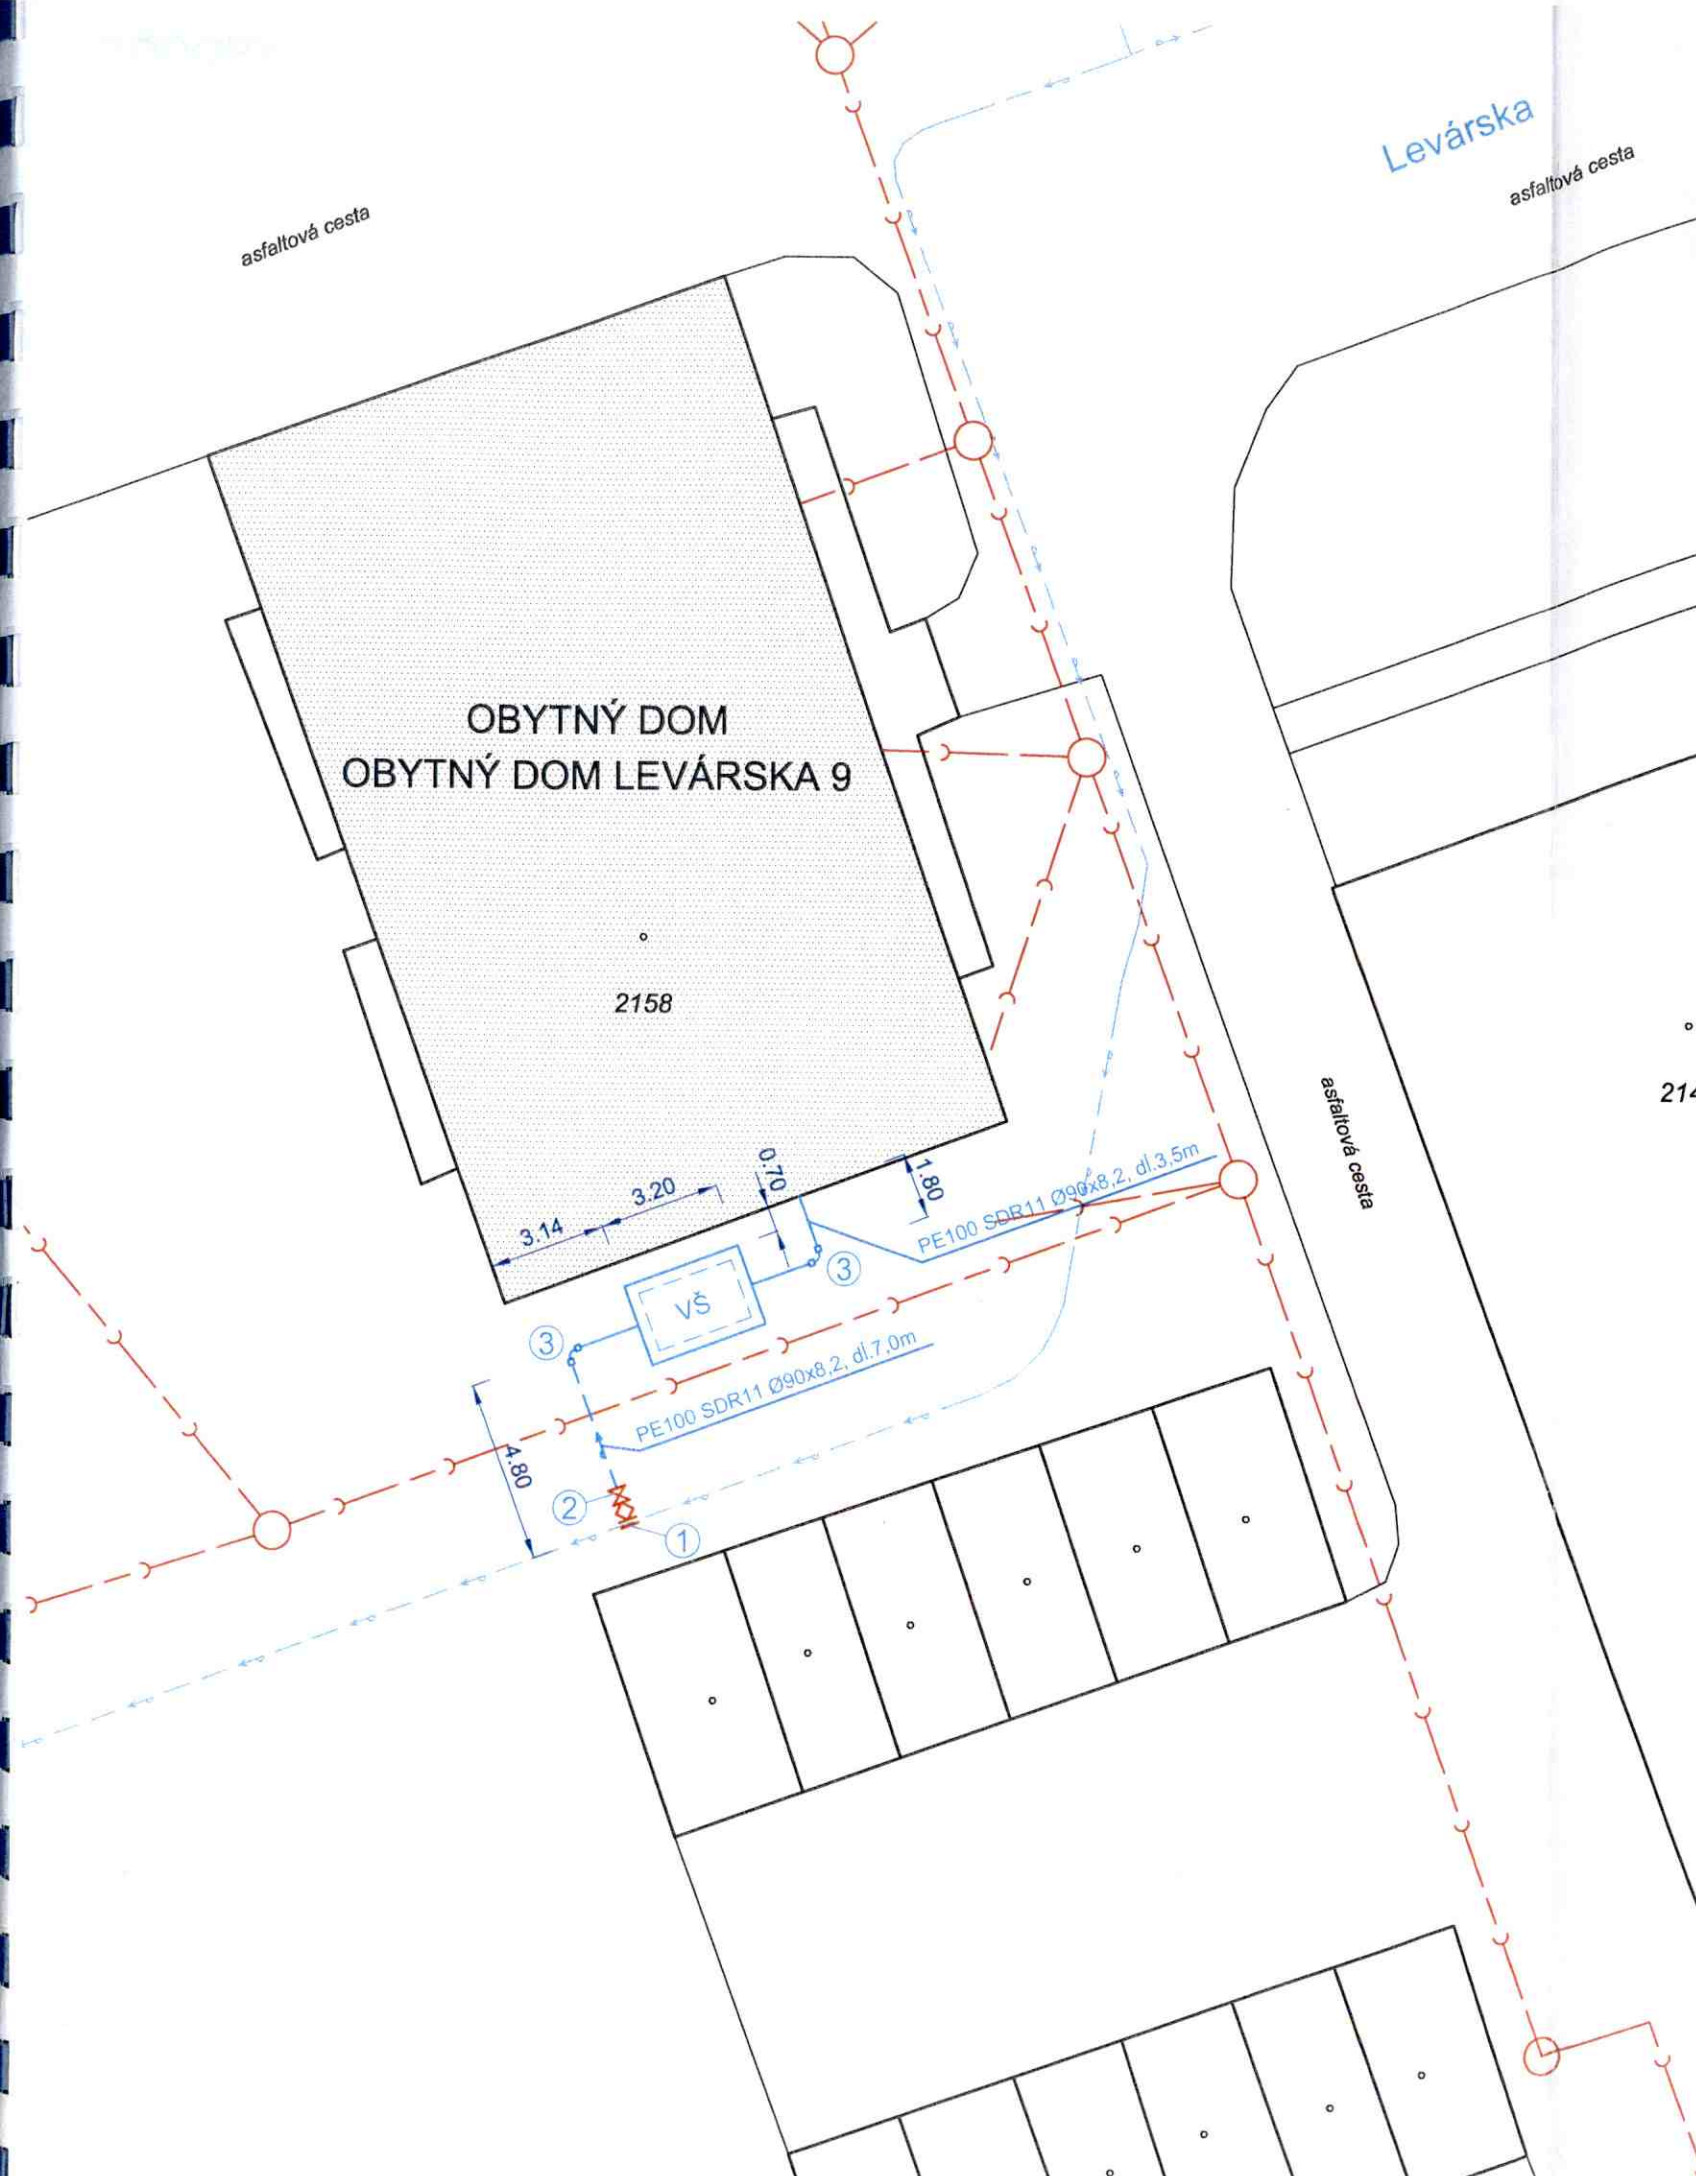 Levárska
asfaltová cesta
asfaltová cesta
OBYTNÝ DOM
OBYTNÝ DOM LEVÁRSKA 9
2158
214
asfaltová cesta
0.70
1.80
PE100 SDR11 Ø90x8,2, dl.3,5m
3.20
3.14
3
VŠ
3
PE100 SDR11 Ø90x8,2, dl.7,0m
4.80
2
1